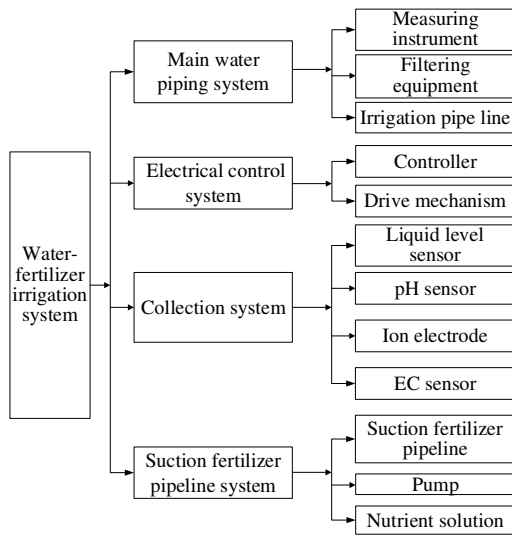 Water-
fertilizer
irrigation
system
Main water
piping system
Measuring
instrument
Filtering
equipment
Irrigation pipe line
Electrical control
system
Controller
Drive mechanism
Collection system
Liquid level
sensor
pH sensor
Ion electrode
EC sensor
Suction fertilizer
pipeline system
Suction fertilizer
pipeline
Pump
Nutrient solution